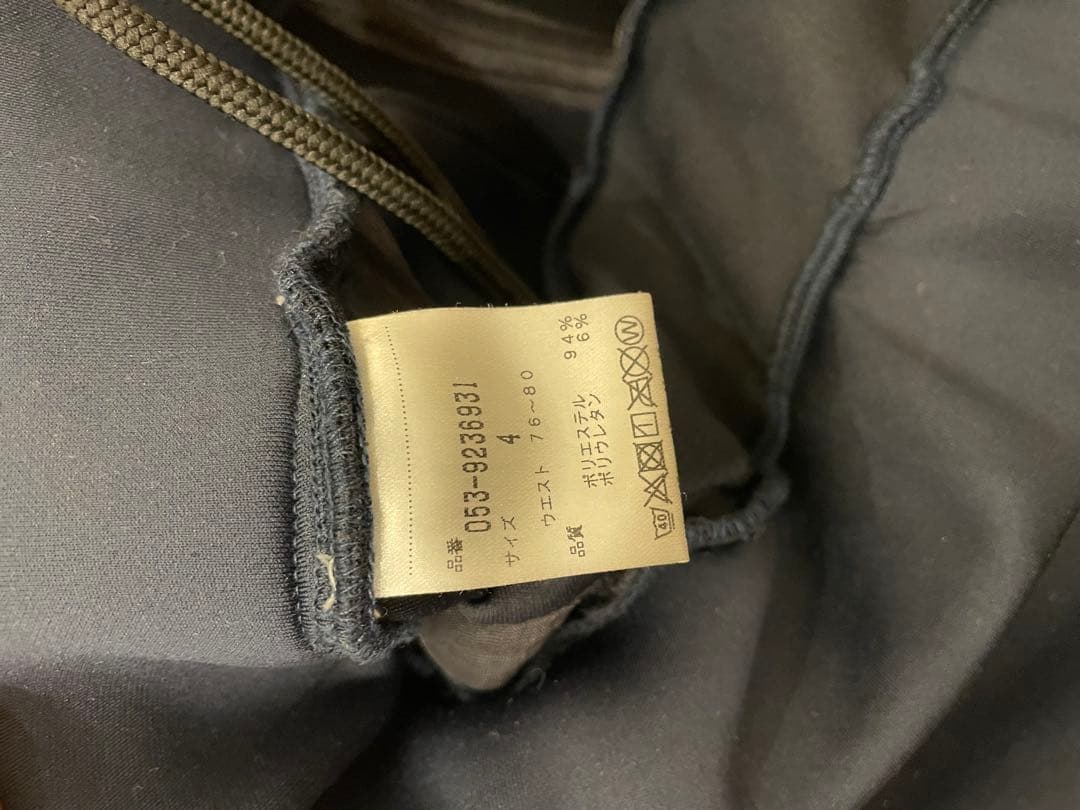 品番 053-9236931
サイズ 4
ウエスト 76~80
品質 ポリエステル 94%
ポリウレタン 6%
40
W